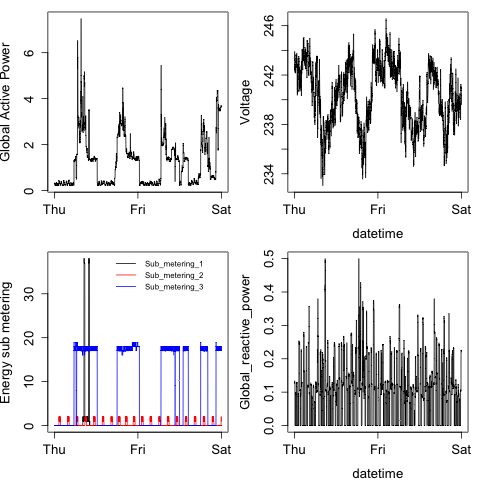 Global Active Power
6
4
2
0
Thu Fri Sat
Voltage
246
242
238
234
Thu Fri Sat
datetime
Energy sub metering
30
20
10
0
Sub_metering_1
Sub_metering_2
Sub_metering_3
Thu Fri Sat
Global_reactive_power
0.5
0.4
0.3
0.2
0.1
0.0
Thu Fri Sat
datetime